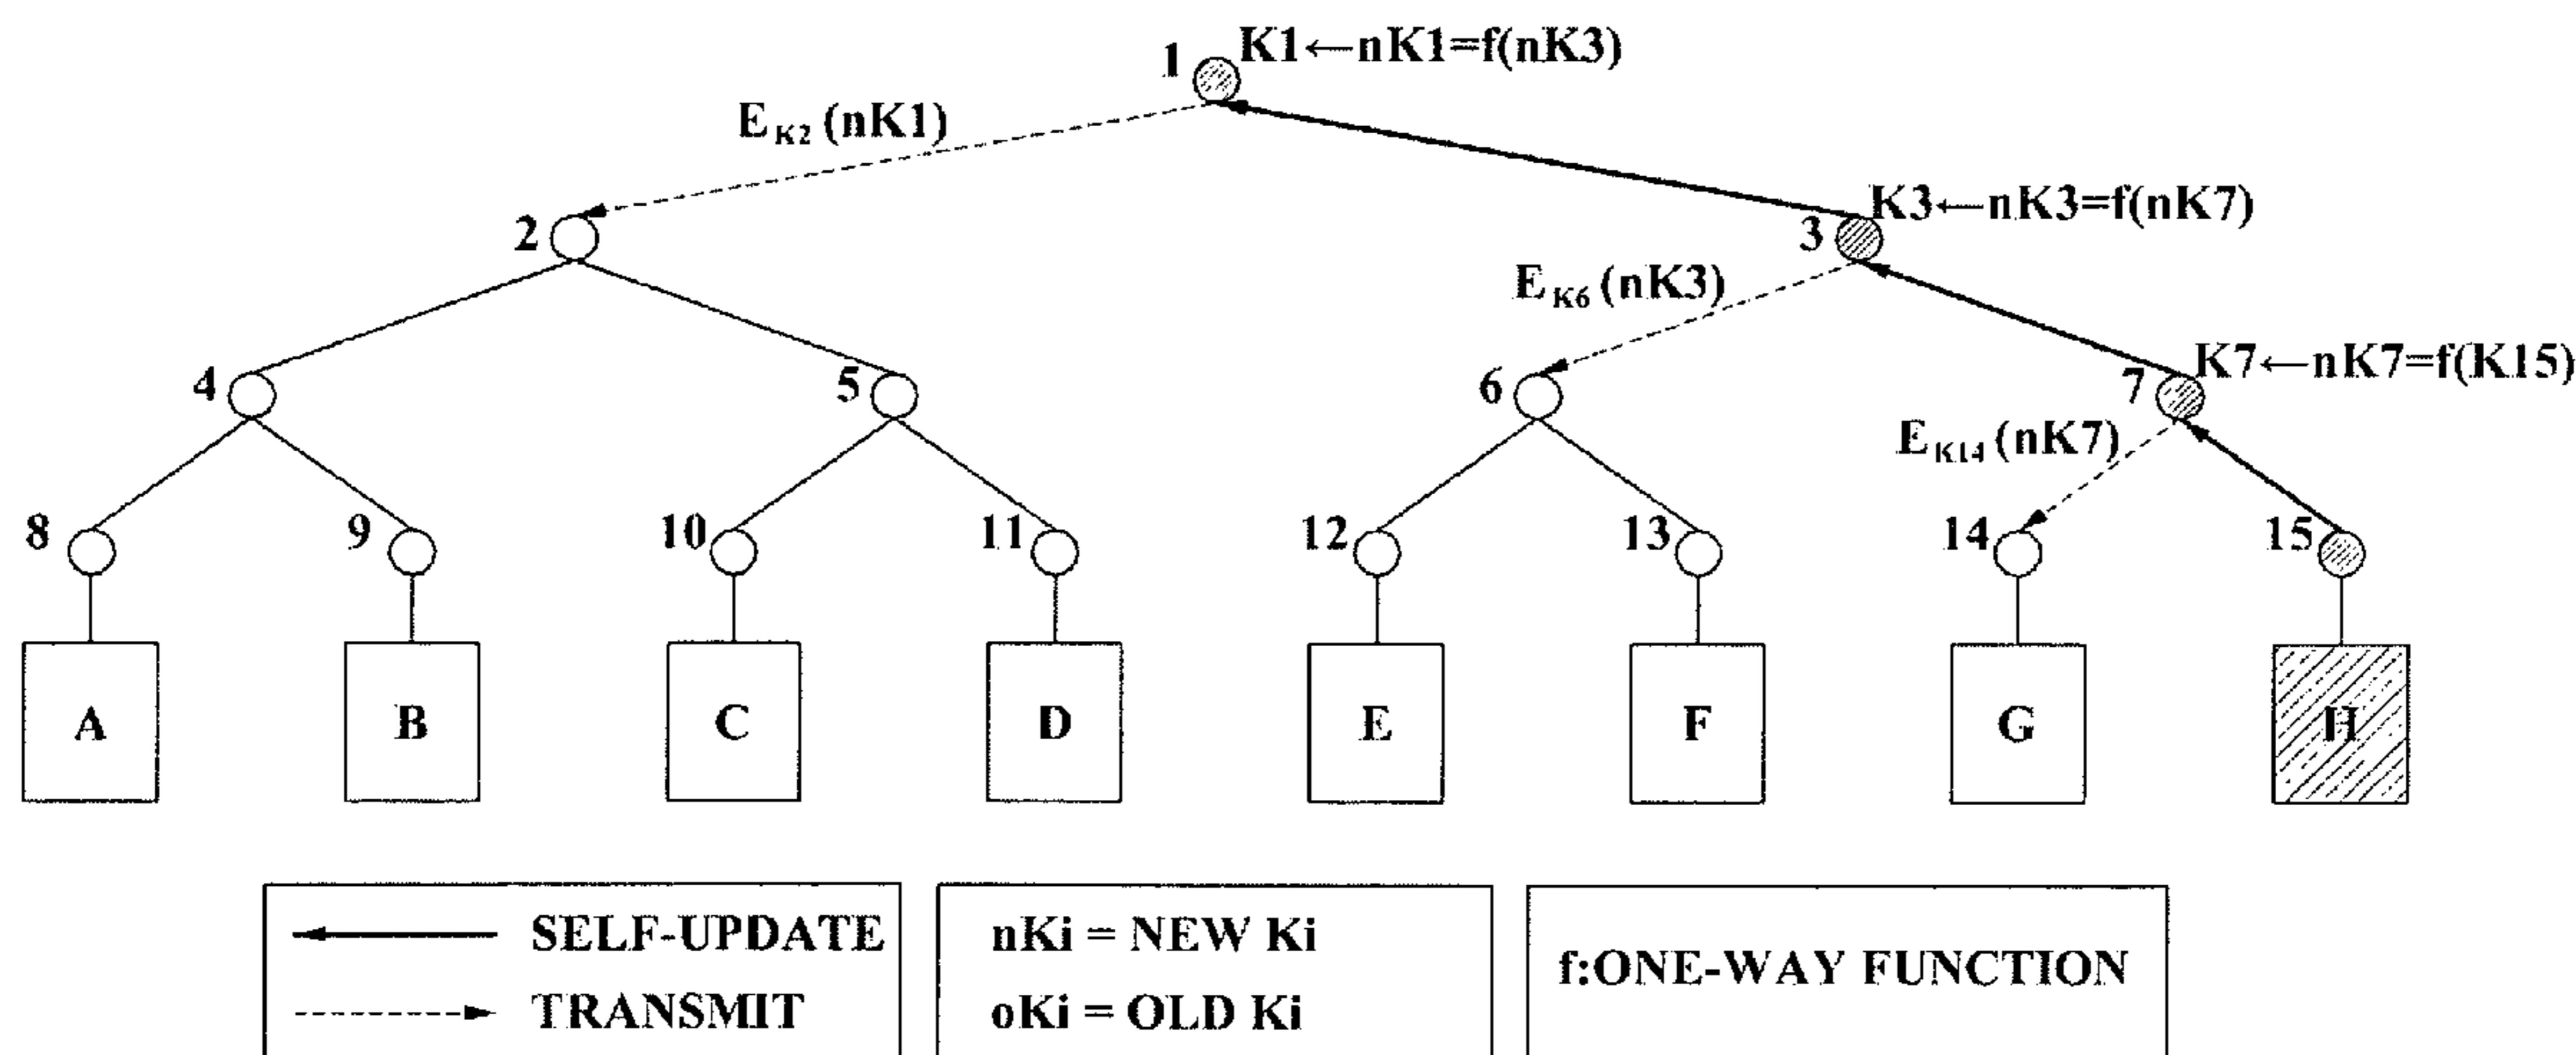 1 K1←nK1=f(nK3)
E_K2 (nK1)
2
3 K3←nK3=f(nK7)
E_K6 (nK3)
4
5
6
7 K7←nK7=f(K15)
E_K14 (nK7)
8
9
10
11
12
13
14
15
A
B
C
D
E
F
G
H
SELF-UPDATE
TRANSMIT
nKi = NEW Ki
oKi = OLD Ki
f:ONE-WAY FUNCTION